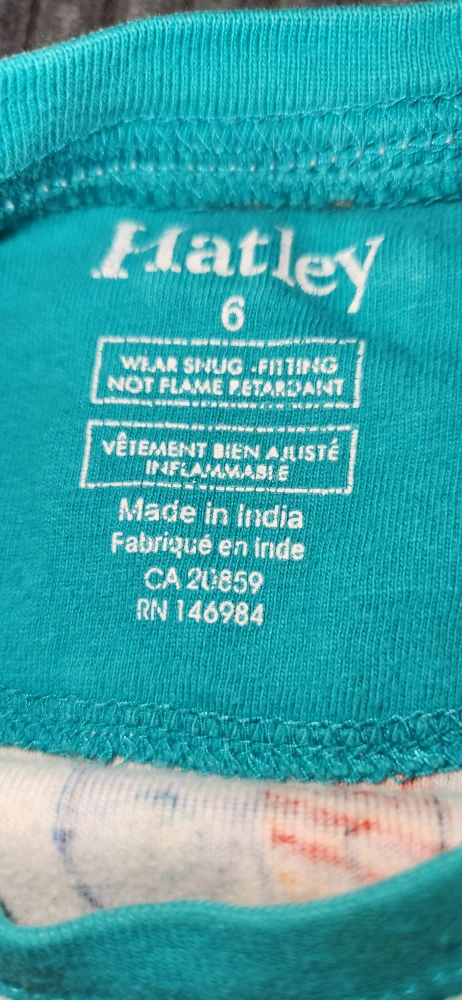 Hatley
6
WEAR SNUG -FITTING
NOT FLAME RETARDANT
VÊTEMENT BIEN AJUSTÉ
INFLAMMABLE
Made in India
Fabriqué en Inde
CA 20859
RN 146984